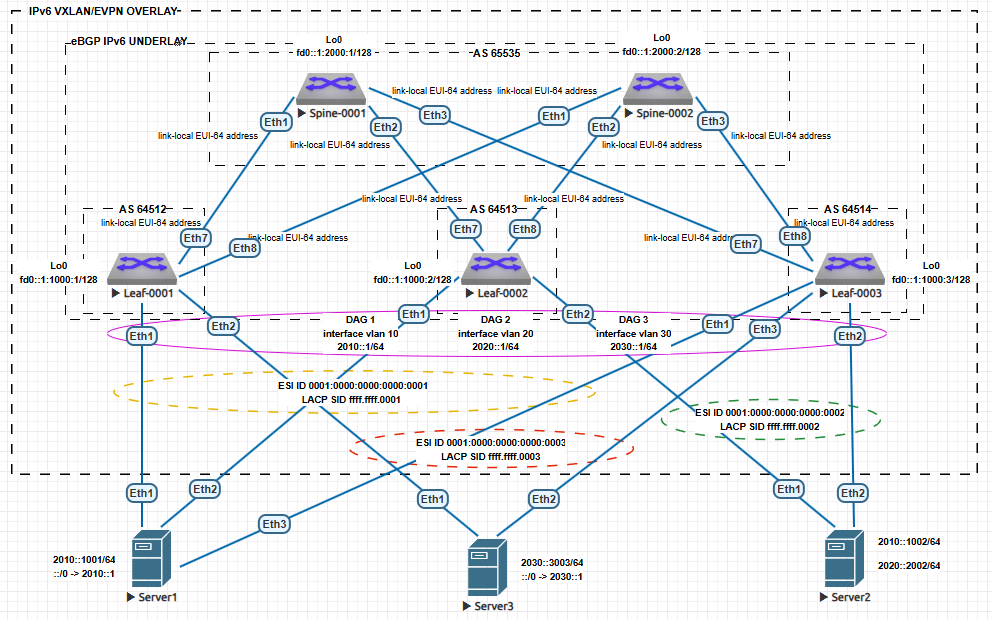 IPv6 VXLAN/EVPN OVERLAY
eBGP IPv6 UNDERLAY
Lo0
fd0::1:2000:1/128
AS 65535
Lo0
fd0::1:2000:2/128
link-local EUI-64 address
link-local EUI-64 address
Spine-0001
Spine-0002
Eth1
Eth2
Eth3
Eth1
Eth2
Eth3
link-local EUI-64 address
link-local EUI-64 address
link-local EUI-64 address
link-local EUI-64 address
link-local EUI-64 address
link-local EUI-64 address
AS 64512
AS 64513
AS 64514
link-local EUI-64 address
link-local EUI-64 address
Eth7
Eth8
link-local EUI-64 address
Eth7
Eth8
link-local EUI-64 addre
Eth7
Eth8
Lo0
fd0::1:1000:1/128
Leaf-0001
Lo0
fd0::1:1000:2/128
Leaf-0002
Leaf-0003
Lo0
fd0::1:1000:3/128
Eth1
Eth2
Eth1
Eth2
Eth1
Eth3
Eth2
DAG 1
interface vlan 10
2010::1/64
DAG 2
interface vlan 20
2020::1/64
DAG 3
interface vlan 30
2030::1/64
ESI ID 0001:0000:0000:0000:0001
LACP SID ffff.ffff.0001
ESI ID 0001:0000:0000:0000:0002
LACP SID ffff.ffff.0002
ESI ID 0001:0000:0000:0000:0003
LACP SID ffff.ffff.0003
Eth1
Eth2
Eth3
Eth1
Eth2
Eth1
Eth2
2010::1001/64
::/0 -> 2010::1
Server1
2030::3003/64
::/0 -> 2030::1
Server3
2010::1002/64
2020::2002/64
Server2